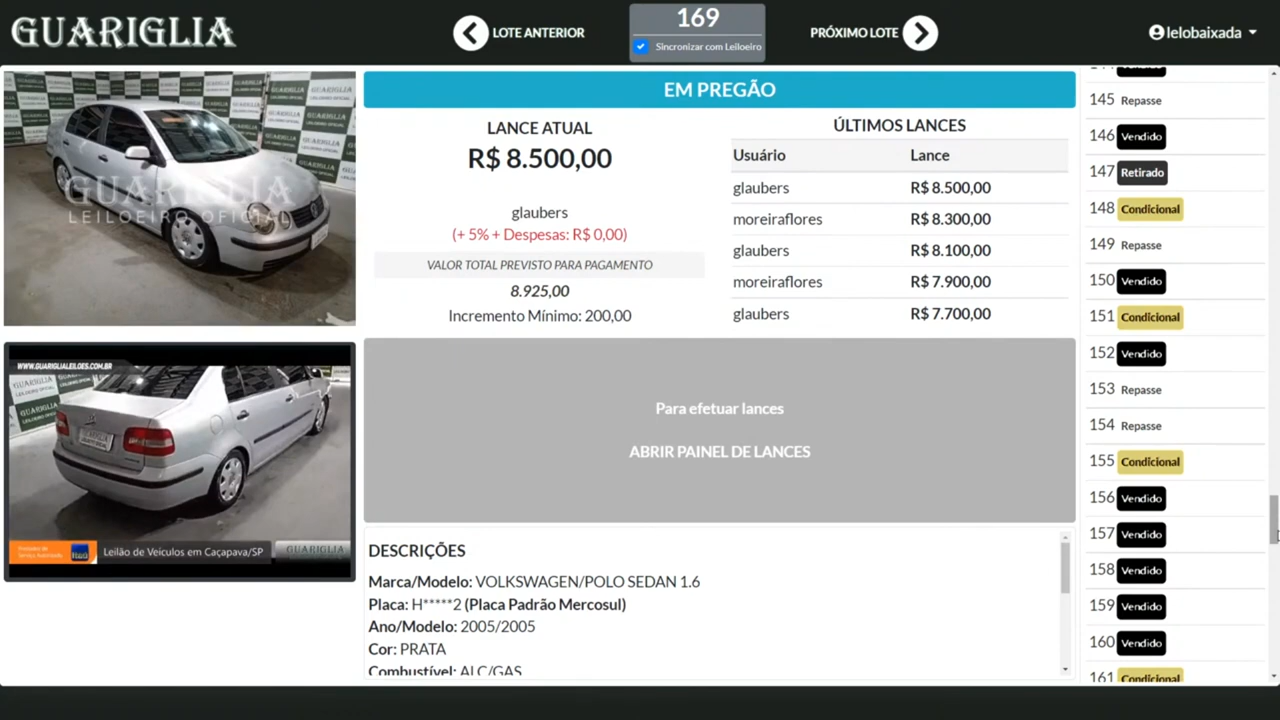 GUARIGLIA
LOTE ANTERIOR
169
Sincronizar com Leiloeiro
PRÓXIMO LOTE
lelobaixada
GUARIGLIA
LEILOEIRO OFICIAL
EM PREGÃO
LANCE ATUAL
R$ 8.500,00
glaubers
(+ 5% + Despesas: R$ 0,00)
VALOR TOTAL PREVISTO PARA PAGAMENTO
8.925,00
Incremento Mínimo: 200,00
ÚLTIMOS LANCES
Usuário Lance
glaubers R$ 8.500,00
moreiraflores R$ 8.300,00
glaubers R$ 8.100,00
moreiraflores R$ 7.900,00
glaubers R$ 7.700,00
WWW.GUARIGLIALEILOES.COM.BR
Itaú
Leilão de Veículos em Caçapava/SP
GUARIGLIA
Para efetuar lances
ABRIR PAINEL DE LANCES
DESCRIÇÕES
Marca/Modelo: VOLKSWAGEN/POLO SEDAN 1.6
Placa: H*****2 (Placa Padrão Mercosul)
Ano/Modelo: 2005/2005
Cor: PRATA
Combustível: ALC/GAS
145 Repasse
146 Vendido
147 Retirado
148 Condicional
149 Repasse
150 Vendido
151 Condicional
152 Vendido
153 Repasse
154 Repasse
155 Condicional
156 Vendido
157 Vendido
158 Vendido
159 Vendido
160 Vendido
161 Condicional